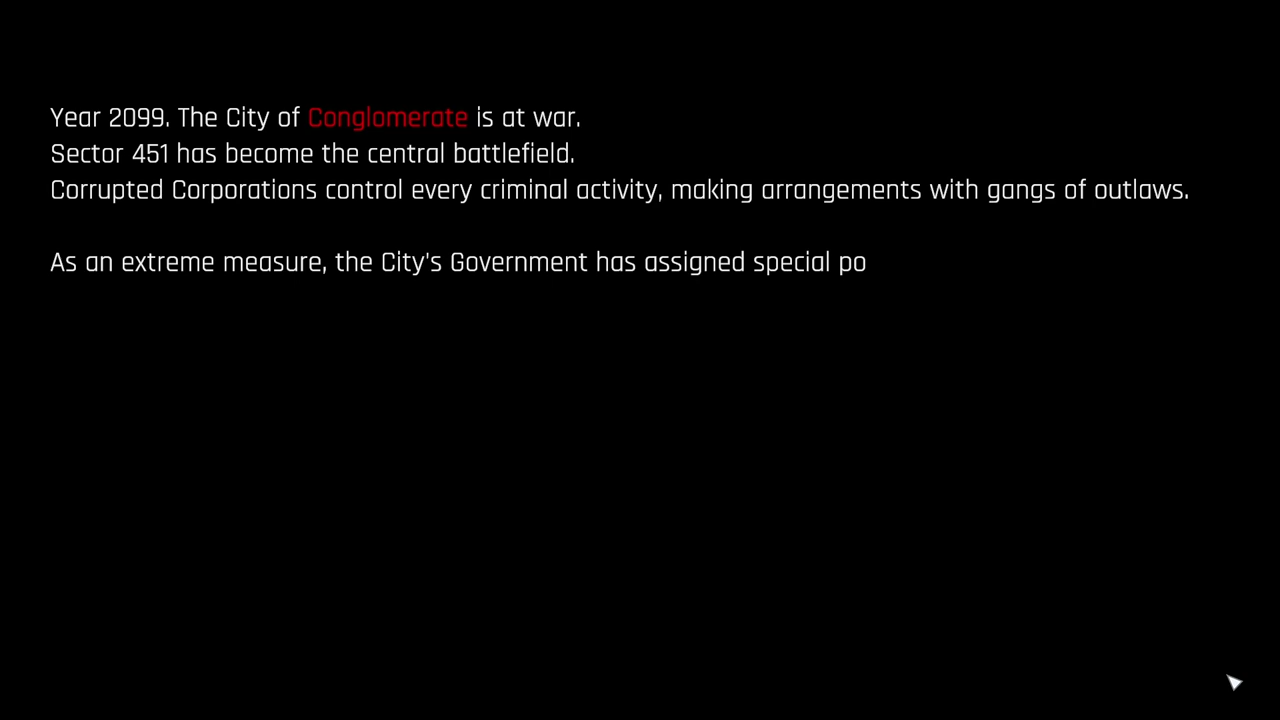 Year 2099. The City of Conglomerate is at war.
Sector 451 has become the central battlefield.
Corrupted Corporations control every criminal activity, making arrangements with gangs of outlaws.
As an extreme measure, the City's Government has assigned special po